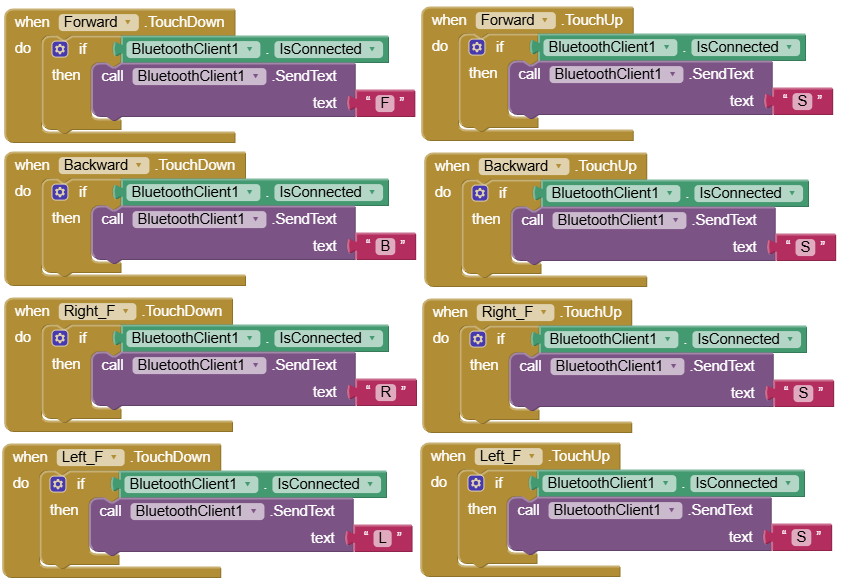 when Forward .TouchDown
do if BluetoothClient1 . IsConnected
then call BluetoothClient1 .SendText
text " F "
when Forward .TouchUp
do if BluetoothClient1 . IsConnected
then call BluetoothClient1 .SendText
text " S "
when Backward .TouchDown
do if BluetoothClient1 . IsConnected
then call BluetoothClient1 .SendText
text " B "
when Backward .TouchUp
do if BluetoothClient1 . IsConnected
then call BluetoothClient1 .SendText
text " S "
when Right_F .TouchDown
do if BluetoothClient1 . IsConnected
then call BluetoothClient1 .SendText
text " R "
when Right_F .TouchUp
do if BluetoothClient1 . IsConnected
then call BluetoothClient1 .SendText
text " S "
when Left_F .TouchDown
do if BluetoothClient1 . IsConnected
then call BluetoothClient1 .SendText
text " L "
when Left_F .TouchUp
do if BluetoothClient1 . IsConnected
then call BluetoothClient1 .SendText
text " S "